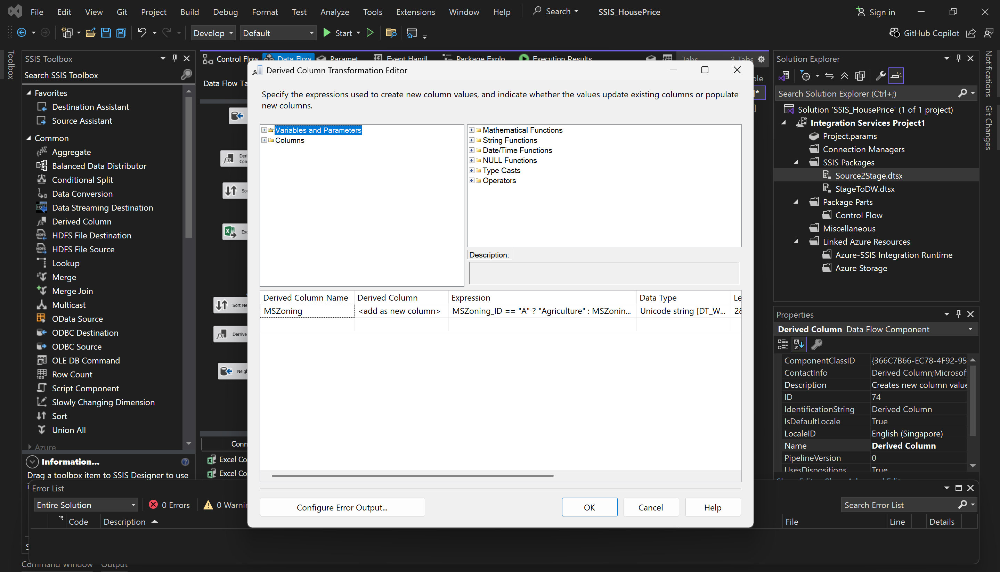 File Edit View Git Project Build Debug Format Test Analyze Tools Extensions Window Help Search SSIS_HousePrice Sign in
Develop Default Start GitHub Copilot
Toolbox
SSIS Toolbox
Search SSIS Toolbox
Favorites
Destination Assistant
Source Assistant
Common
Aggregate
Balanced Data Distributor
Conditional Split
Data Conversion
Data Streaming Destination
Derived Column
HDFS File Destination
HDFS File Source
Lookup
Merge
Merge Join
Multicast
OData Source
ODBC Destination
ODBC Source
OLE DB Command
Row Count
Script Component
Slowly Changing Dimension
Sort
Union All
Azure
Information...
Drag a toolbox item to SSIS Designer to use
Control Flow Data Flow Paramet Event Handl Package Explo Execution Results Tabs 3 Tabs
Data Flow Ta
Deri
Con
So
Exc
Sort Ne
Derrive
Neigh
Conn
Excel Co
Excel Co
Derived Column Transformation Editor
Specify the expressions used to create new column values, and indicate whether the values update existing columns or populate
new columns.
Variables and Parameters
Columns
Mathematical Functions
String Functions
Date/Time Functions
NULL Functions
Type Casts
Operators
Description:
Derived Column Name Derived Column Expression Data Type Le
MSZoning <add as new column> MSZoning_ID == "A" ? "Agriculture" : MSZonin... Unicode string [DT_W... 28
Configure Error Output... OK Cancel Help
Solution Explorer
Search Solution Explorer (Ctrl+;)
Solution 'SSIS_HousePrice' (1 of 1 project)
Integration Services Project1
Project.params
Connection Managers
SSIS Packages
Source2Stage.dtsx
StageToDW.dtsx
Package Parts
Control Flow
Miscellaneous
Linked Azure Resources
Azure-SSIS Integration Runtime
Azure Storage
Notifications
Git Changes
Properties
Derived Column Data Flow Component
ComponentClassID {366C7B66-EC78-4F92-95
ContactInfo Derived Column;Microsof
Description Creates new column value
ID 74
IdentificationString Derived Column
IsDefaultLocale True
LocaleID English (Singapore)
Name Derived Column
PipelineVersion 0
UsesDispositions True
Error List
Entire Solution 0 Errors 0 Warnin Search Error List
Code Description File Line Details
Command Window Output